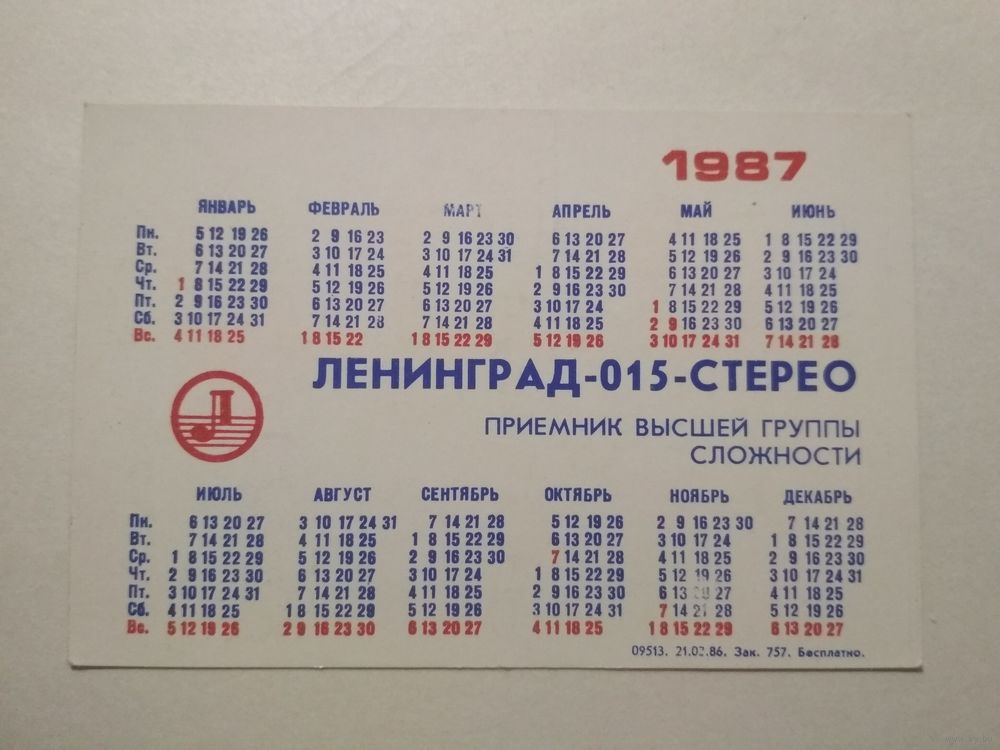 1987
ЯНВАРЬ ФЕВРАЛЬ МАРТ АПРЕЛЬ МАЙ ИЮНЬ
Пн. 5 12 19 26 2 9 16 23 2 9 16 23 30 6 13 20 27 4 11 18 25 1 8 15 22 29
Вт. 6 13 20 27 3 10 17 24 3 10 17 24 31 7 14 21 28 5 12 19 26 2 9 16 23 30
Ср. 7 14 21 28 4 11 18 25 4 11 18 25 1 8 15 22 29 6 13 20 27 3 10 17 24
Чт. 1 8 15 22 29 5 12 19 26 5 12 19 26 2 9 16 23 30 7 14 21 28 4 11 18 25
Пт. 2 9 16 23 30 6 13 20 27 6 13 20 27 3 10 17 24 1 8 15 22 29 5 12 19 26
Сб. 3 10 17 24 31 7 14 21 28 7 14 21 28 4 11 18 25 2 9 16 23 30 6 13 20 27
Вс. 4 11 18 25 1 8 15 22 1 8 15 22 29 5 12 19 26 3 10 17 24 31 7 14 21 28
ЛЕНИНГРАД-015-СТЕРЕО
ПРИЕМНИК ВЫСШЕЙ ГРУППЫ
СЛОЖНОСТИ
ИЮЛЬ АВГУСТ СЕНТЯБРЬ ОКТЯБРЬ НОЯБРЬ ДЕКАБРЬ
Пн. 6 13 20 27 3 10 17 24 31 7 14 21 28 5 12 19 26 2 9 16 23 30 7 14 21 28
Вт. 7 14 21 28 4 11 18 25 1 8 15 22 29 6 13 20 27 3 10 17 24 1 8 15 22 29
Ср. 1 8 15 22 29 5 12 19 26 2 9 16 23 30 7 14 21 28 4 11 18 25 2 9 16 23 30
Чт. 2 9 16 23 30 6 13 20 27 3 10 17 24 1 8 15 22 29 5 12 19 26 3 10 17 24 31
Пт. 3 10 17 24 31 7 14 21 28 4 11 18 25 2 9 16 23 30 6 13 20 27 4 11 18 25
Сб. 4 11 18 25 1 8 15 22 29 5 12 19 26 3 10 17 24 31 7 14 21 28 5 12 19 26
Вс. 5 12 19 26 2 9 16 23 30 6 13 20 27 4 11 18 25 1 8 15 22 29 6 13 20 27
09513. Зак. 757. Бесплатно.